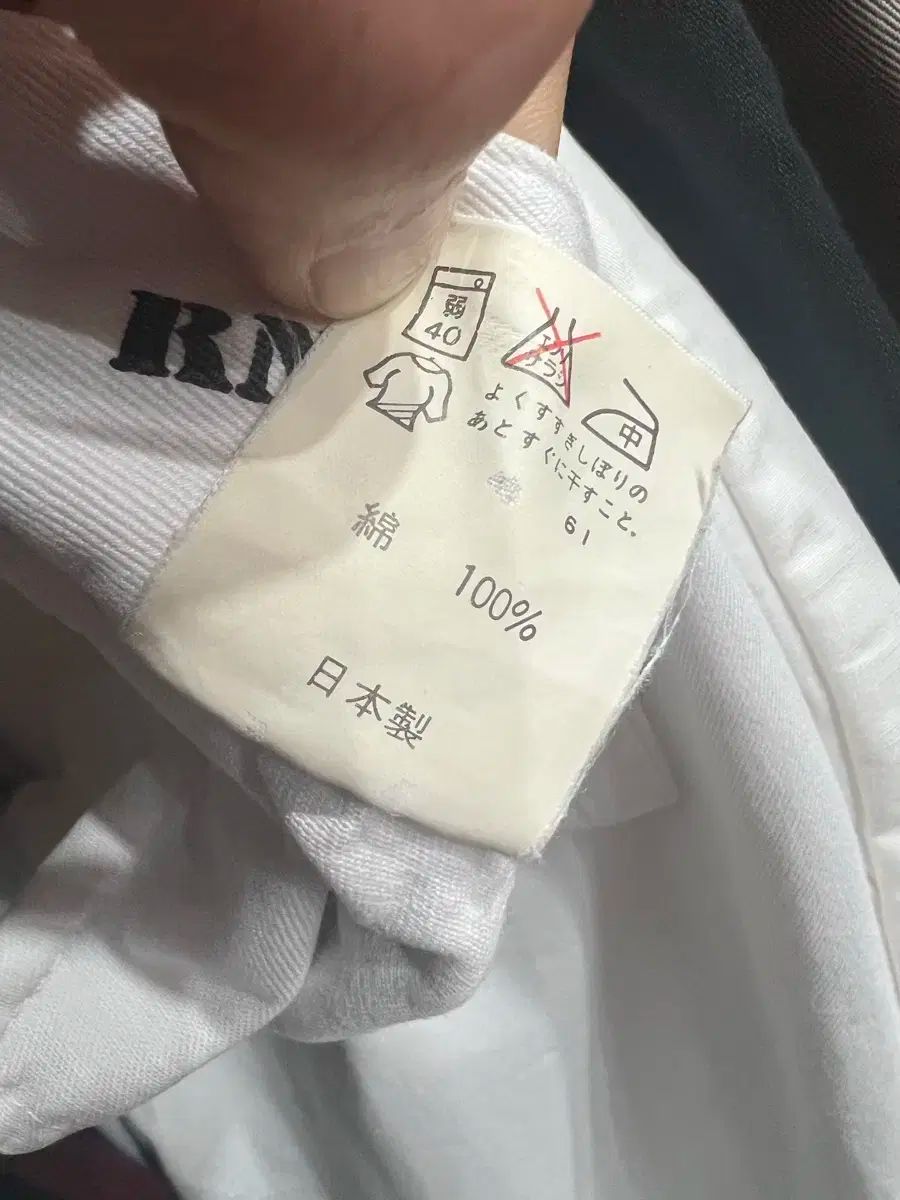 RM
弱
40
エンソ
サラシ
中
よくすすぎしぼりの
あとすぐに干すこと.
61
綿
100%
日本製